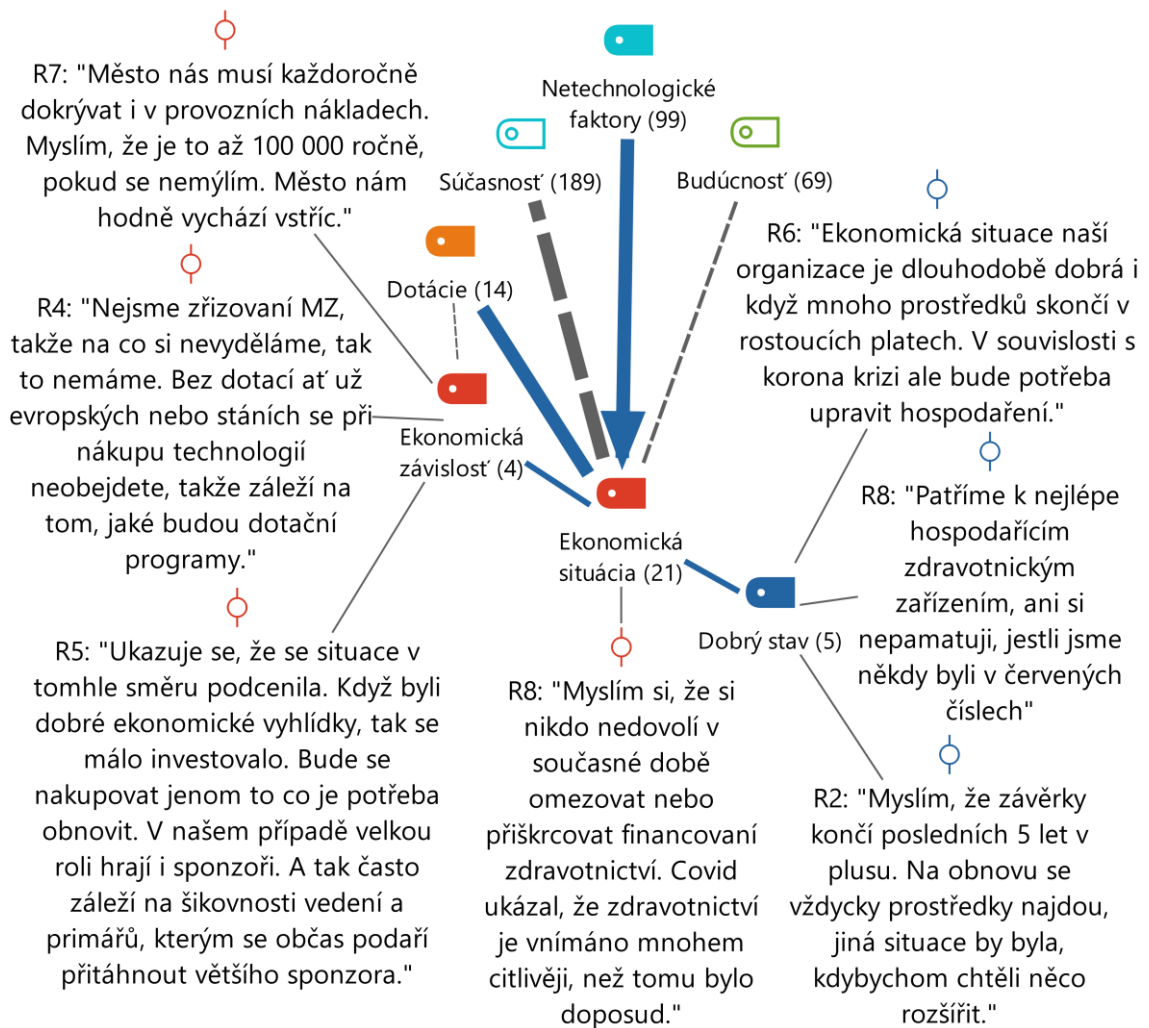 R7: "Město nás musí každoročně
dokrývat i v provozních nákladech.
Myslím, že je to až 100 000 ročně,
pokud se nemýlím. Město nám
hodně vychází vstříc."
Netechnologické
faktory (99)
Súčasnosť (189)
Budúcnosť (69)
Dotácie (14)
R6: "Ekonomická situace naší
organizace je dlouhodobě dobrá i
když mnoho prostředků skončí v
rostoucích platech. V souvislosti s
korona krizi ale bude potřeba
upravit hospodaření."
R4: "Nejsme zřizovaní MZ,
takže na co si nevyděláme, tak
to nemáme. Bez dotací ať už
evropských nebo stáních se při
nákupu technologií
neobejdete, takže záleží na
tom, jaké budou dotační
programy."
Ekonomická
závislosť (4)
Ekonomická
situácia (21)
R8: "Patříme k nejlépe
hospodařícím
zdravotnickým
zařízením, ani si
nepamatuji, jestli jsme
někdy byli v červených
číslech"
Dobrý stav (5)
R5: "Ukazuje se, že se situace v
tomhle směru podcenila. Když byli
dobré ekonomické vyhlídky, tak se
málo investovalo. Bude se
nakupovat jenom to co je potřeba
obnovit. V našem případě velkou
roli hrají i sponzoři. A tak často
záleží na šikovnosti vedení a
primářů, kterým se občas podaří
přitáhnout většího sponzora."
R8: "Myslím si, že si
nikdo nedovolí v
současné době
omezovat nebo
přiškrcovat financovaní
zdravotnictví. Covid
ukázal, že zdravotnictví
je vnímáno mnohem
citlivěji, než tomu bylo
doposud."
R2: "Myslím, že závěrky
končí posledních 5 let v
plusu. Na obnovu se
vždycky prostředky najdou,
jiná situace by byla,
kdybychom chtěli něco
rozšířit."